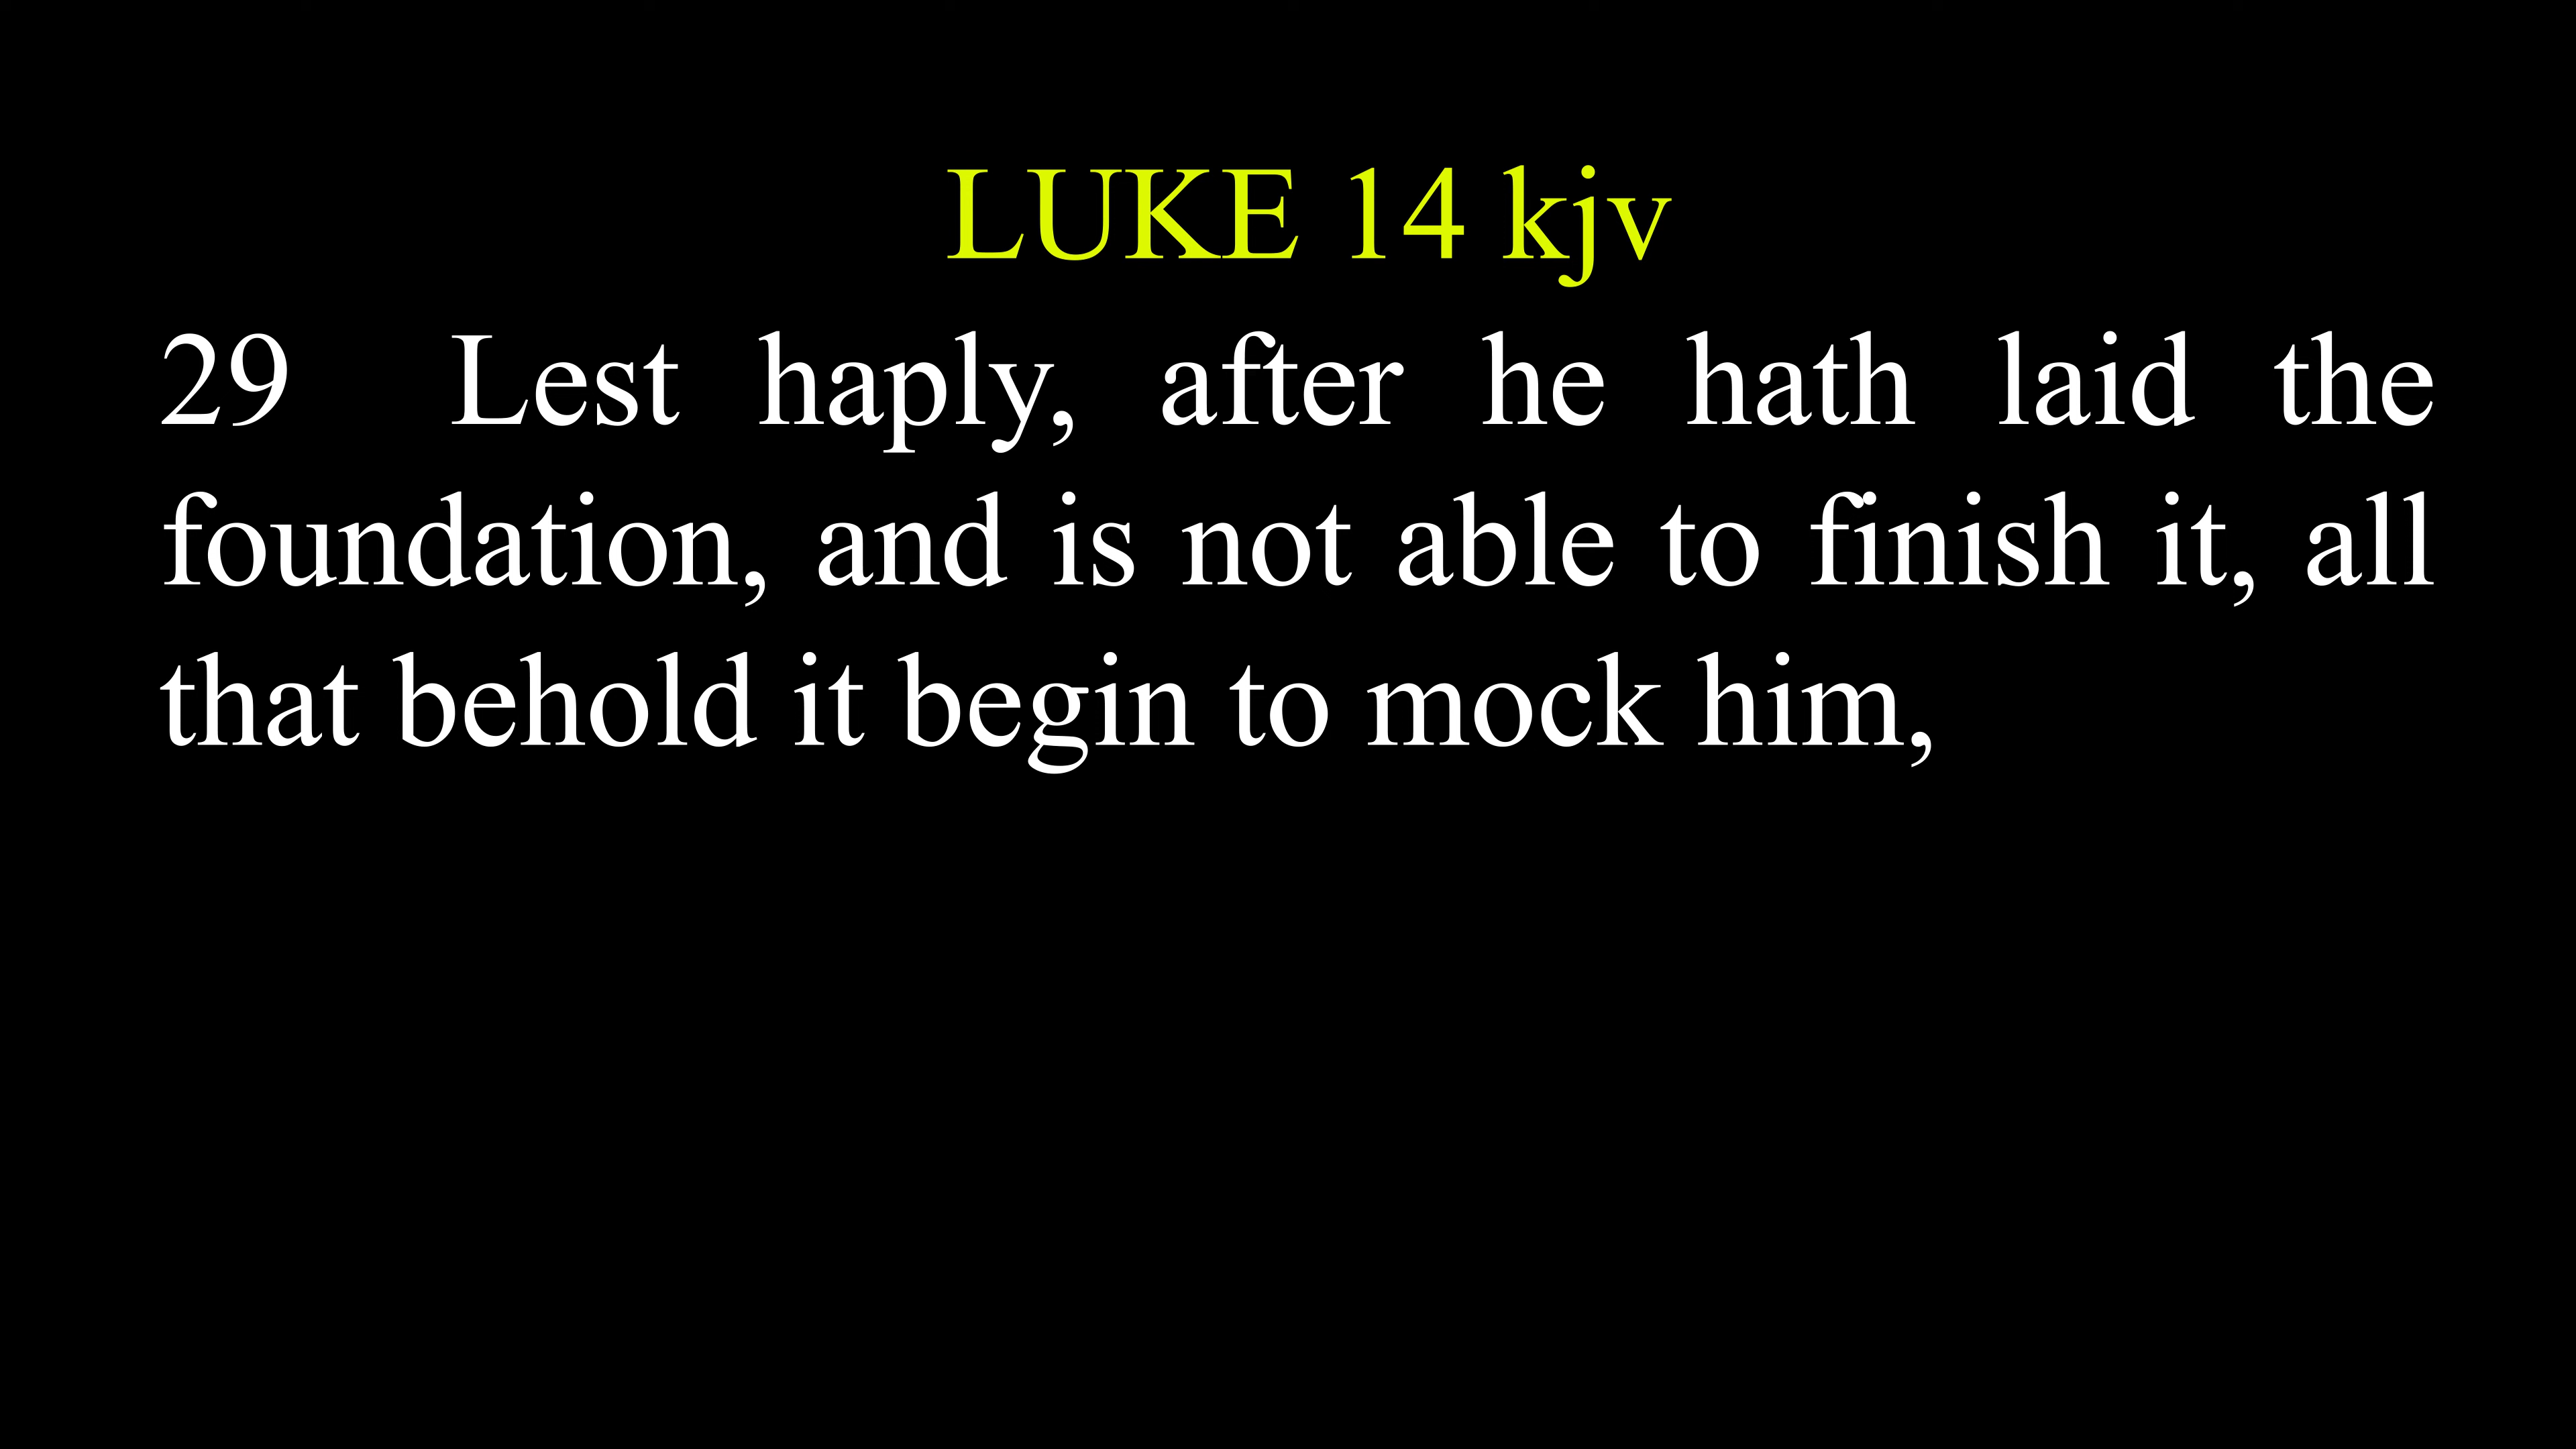 LUKE 14 kjv
29 Lest haply, after he hath laid the
foundation, and is not able to finish it, all
that behold it begin to mock him,